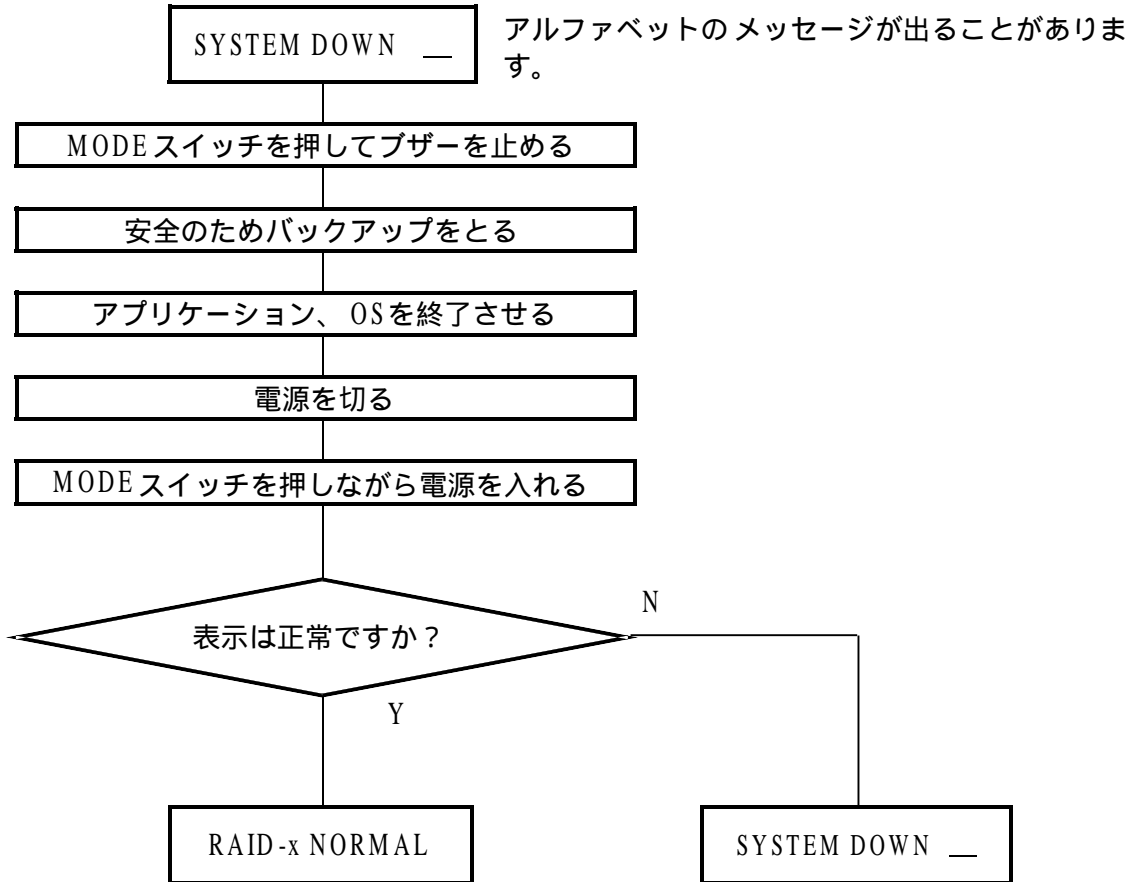 SYSTEM DOWN __
アルファベットのメッセージが出ることがありま
す。
MODEスイッチを押してブザーを止める
安全のためバックアップをとる
アプリケーション、OSを終了させる
電源を切る
MODEスイッチを押しながら電源を入れる
表示は正常ですか？
N
Y
RAID-x NORMAL
SYSTEM DOWN __